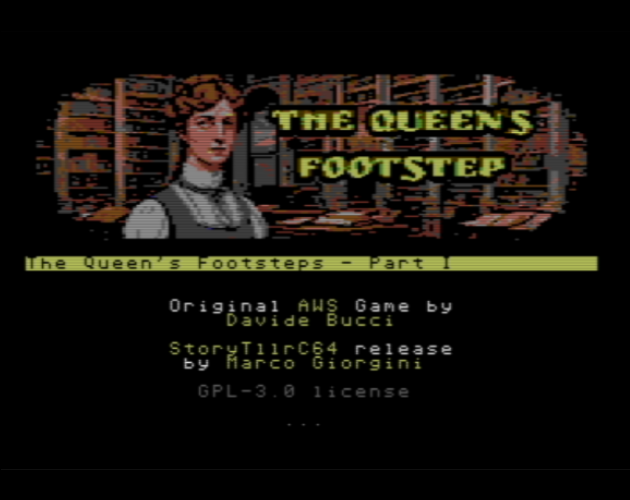 THE QUEEN'S
FOOTSTEP
The Queen's Footsteps - Part I
Original AWS Game by
Davide Bucci
StoryTllrC64 release
by Marco Giorgini
GPL-3.0 license
...